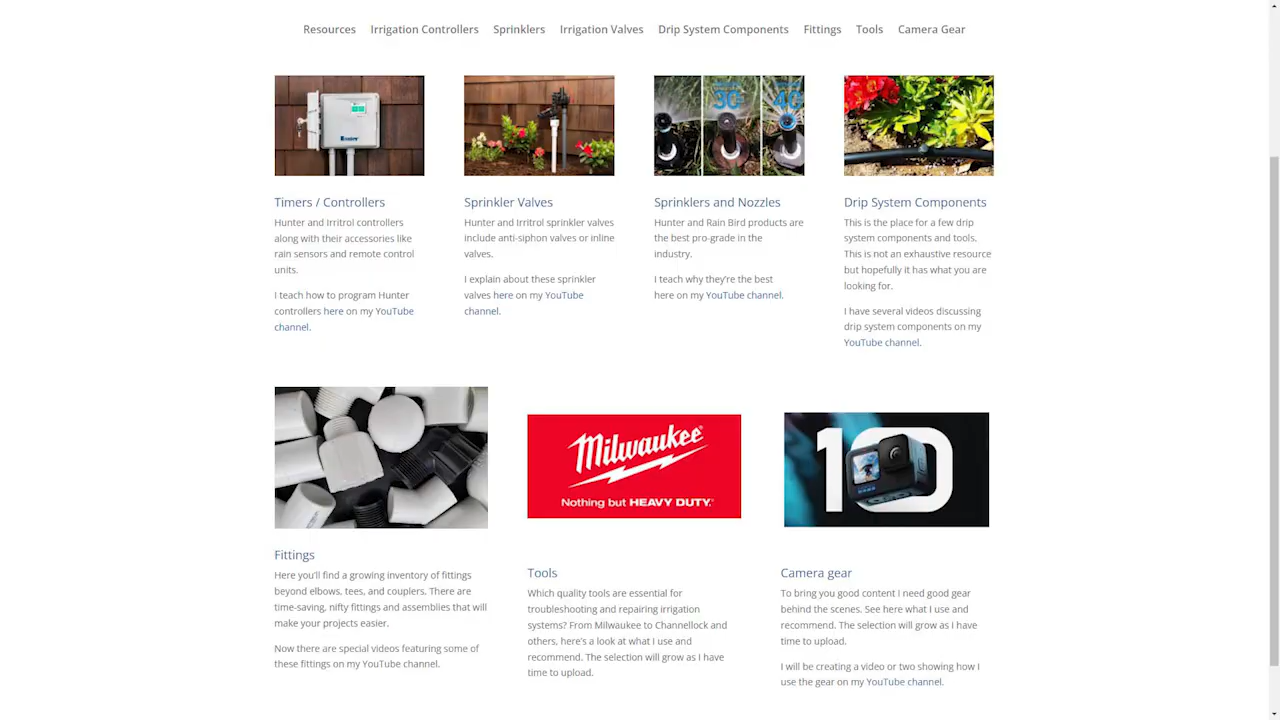 Resources Irrigation Controllers Sprinklers Irrigation Valves Drip System Components Fittings Tools Camera Gear
Hunter
30
40
Timers / Controllers
Hunter and Irritrol controllers
along with their accessories like
rain sensors and remote control
units.
I teach how to program Hunter
controllers here on my YouTube
channel.
Sprinkler Valves
Hunter and Irritrol sprinkler valves
include anti-siphon valves or inline
valves.
I explain about these sprinkler
valves here on my YouTube
channel.
Sprinklers and Nozzles
Hunter and Rain Bird products are
the best pro-grade in the
industry.
I teach why they're the best
here on my YouTube channel.
Drip System Components
This is the place for a few drip
system components and tools.
This is not an exhaustive resource
but hopefully it has what you are
looking for.
I have several videos discussing
drip system components on my
YouTube channel.
Fittings
Here you'll find a growing inventory of fittings
beyond elbows, tees, and couplers. There are
time-saving, nifty fittings and assemblies that will
make your projects easier.
Now there are special videos featuring some of
these fittings on my YouTube channel.
Milwaukee®
Nothing but HEAVY DUTY.®
Tools
Which quality tools are essential for
troubleshooting and repairing irrigation
systems? From Milwaukee to Channellock and
others, here's a look at what I use and
recommend. The selection will grow as I have
time to upload.
10
Camera gear
To bring you good content I need good gear
behind the scenes. See here what I use and
recommend. The selection will grow as I have
time to upload.
I will be creating a video or two showing how I
use the gear on my YouTube channel.